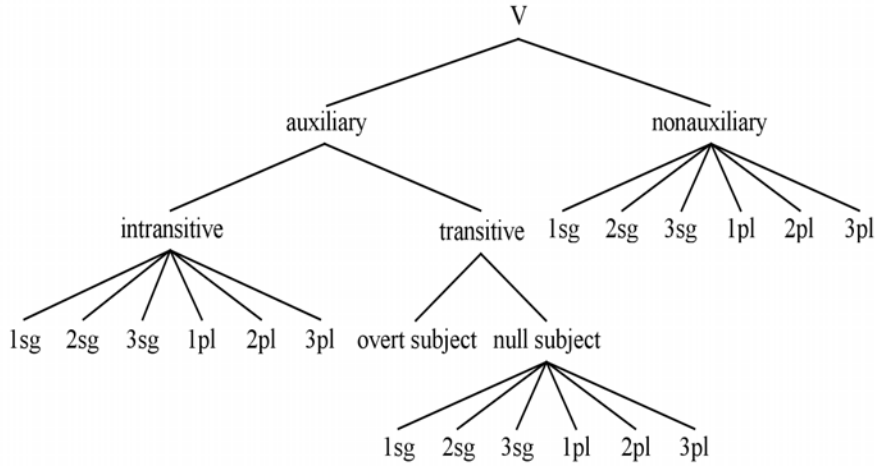 V
auxiliary nonauxiliary
intransitive transitive 1sg 2sg 3sg 1pl 2pl 3pl
1sg 2sg 3sg 1pl 2pl 3pl overt subject null subject
1sg 2sg 3sg 1pl 2pl 3pl